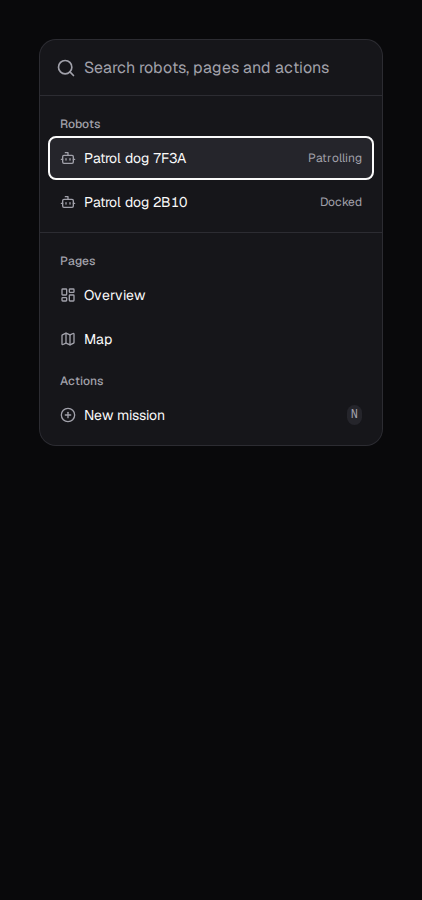 Search robots, pages and actions
Robots
Patrol dog 7F3A Patrolling
Patrol dog 2B10 Docked
Pages
Overview
Map
Actions
New mission N